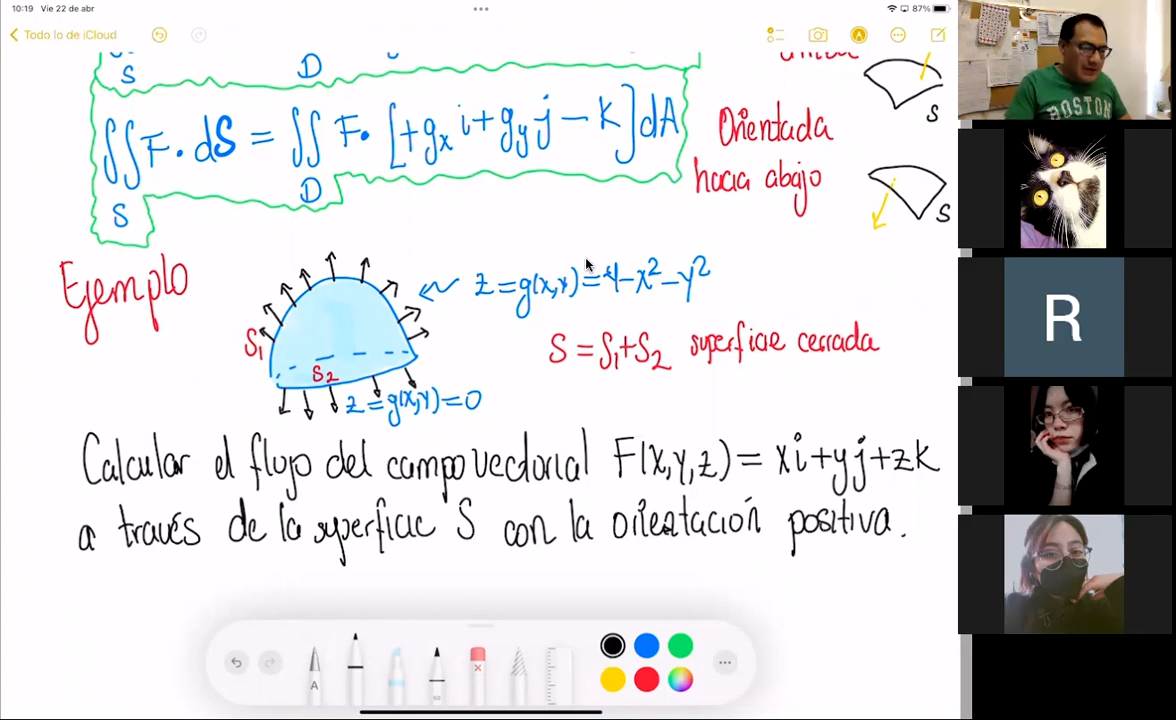 10:19 Vie 22 de abr
87%
Todo lo de iCloud
S D
∬F·dS = ∬ F·[+gₓ i+gᵧ j−k]dA
S D
Orientada
hacia abajo
S
S
BOSTON
Ejemplo
z=g(x,y)=4−x²−y²
S₁
S₂
z=g(x,y)=0
S=S₁+S₂ superficie cerrada
Calcular el flujo del campo vectorial F(x,y,z)= xi+yj+zk
a través de la superficie S con la orientación positiva.
R
A
50